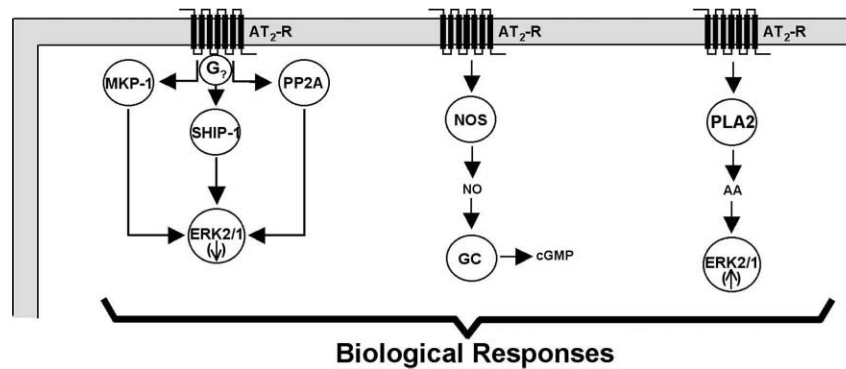 AT2-R
AT2-R
AT2-R
G?
MKP-1
PP2A
SHIP-1
ERK2/1
(↓)
NOS
NO
GC
cGMP
PLA2
AA
ERK2/1
(↑)
Biological Responses